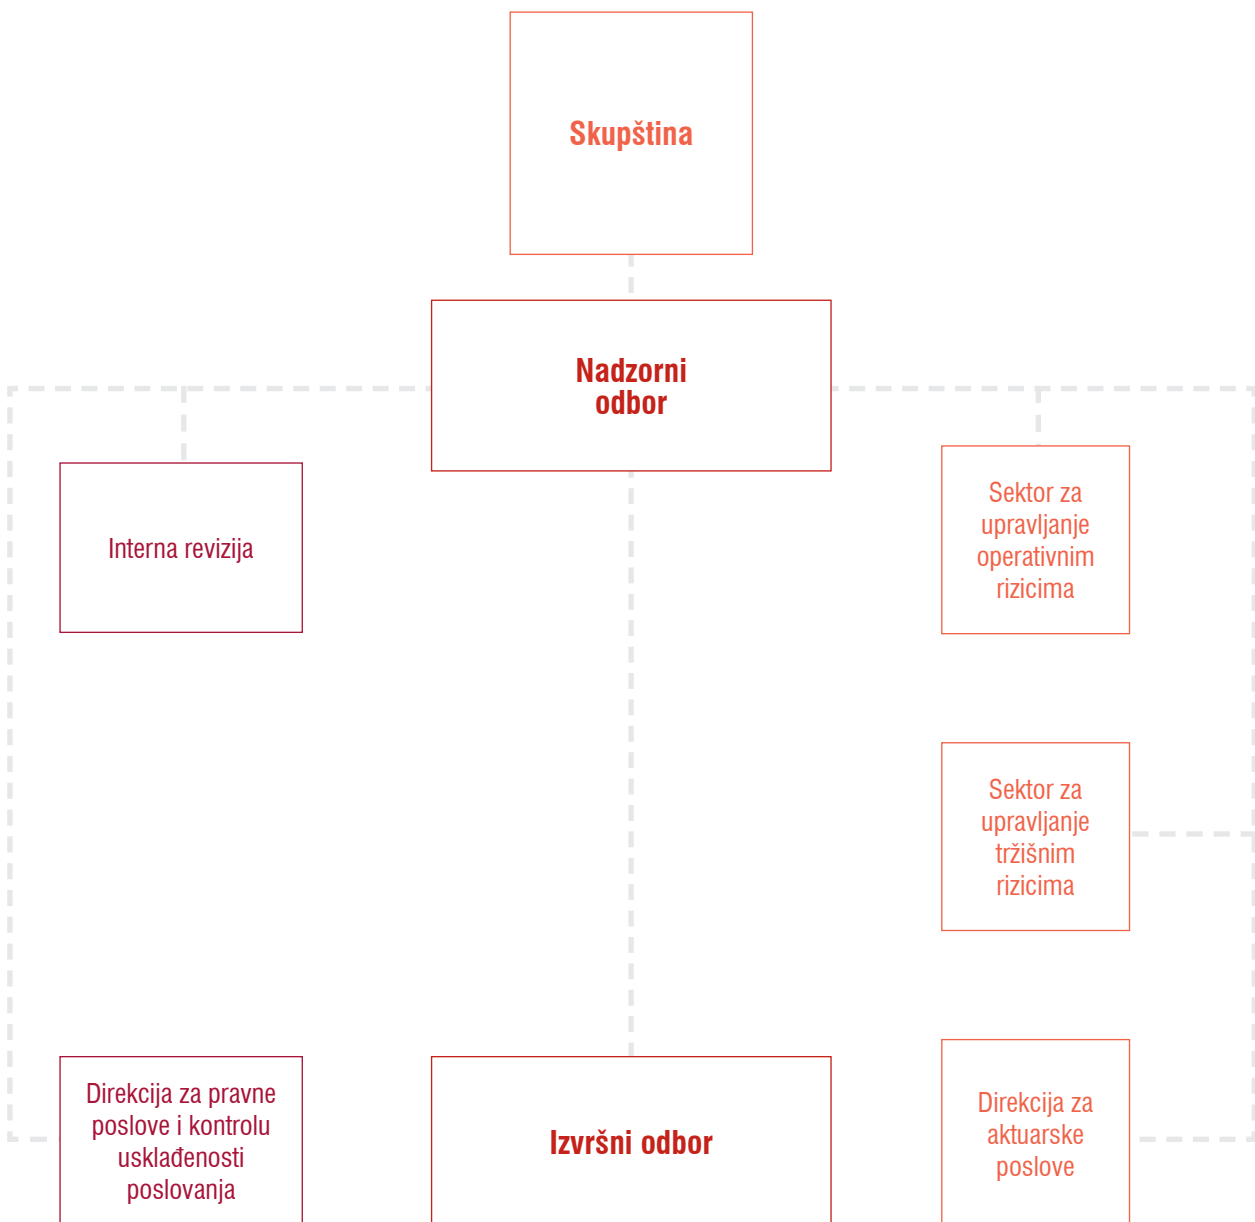 Skupština
Nadzorni
odbor
Interna revizija
Sektor za
upravljanje
operativnim
rizicima
Sektor za
upravljanje
tržišnim
rizicima
Direkcija za pravne
poslove i kontrolu
usklađenosti
poslovanja
Izvršni odbor
Direkcija za
aktuarske
poslove